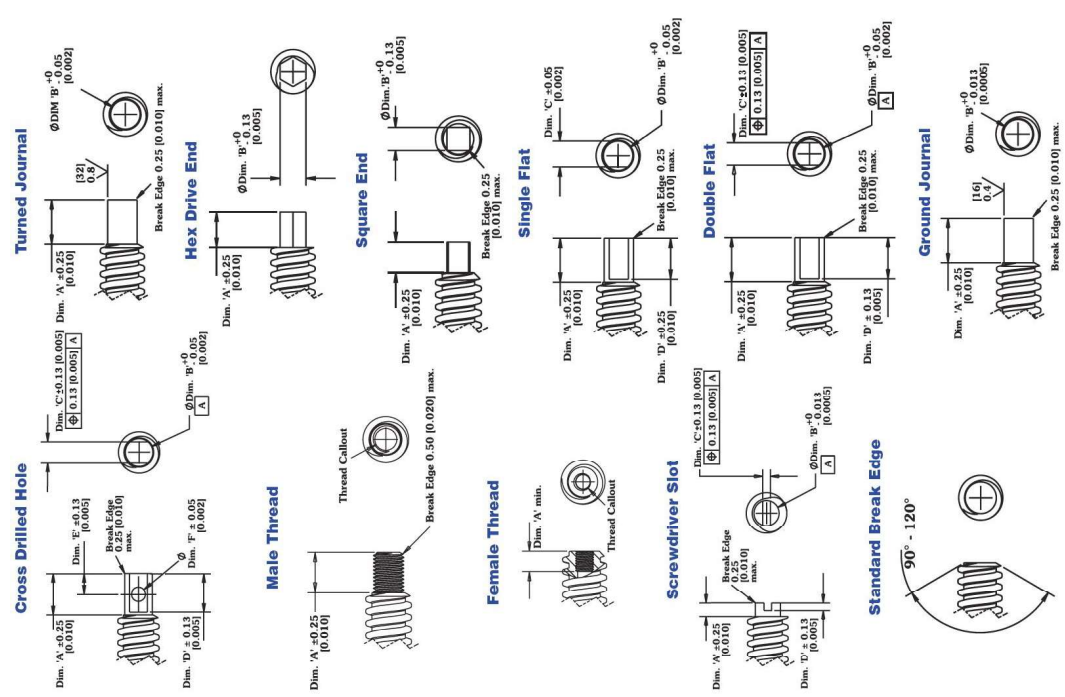 Turned Journal
ØDIM 'B' +0
- 0.05
[0.002]
[32]
0.8
Dim. 'A' ±0.25
[0.010]
Break Edge 0.25 [0.010] max.
Hex Drive End
ØDim. 'B' +0
- 0.13
[0.005]
Dim. 'A' ±0.25
[0.010]
Square End
ØDim. 'B' +0
- 0.13
[0.005]
Dim. 'A' ±0.25
[0.010]
Break Edge 0.25
[0.010] max.
Single Flat
Dim. 'C' ±0.05
[0.002]
ØDim. 'B' +0
- 0.05
[0.002]
Dim. 'A' ±0.25
[0.010]
Break Edge 0.25
[0.010] max.
Dim. 'D' ±0.25
[0.010]
Double Flat
Dim. 'C' ±0.13 [0.005]
⌖ 0.13 [0.005] A
ØDim. 'B' +0
- 0.05
[0.002]
A
Dim. 'A' ±0.25
[0.010]
Break Edge 0.25
[0.010] max.
Dim. 'D' ± 0.13
[0.005]
Ground Journal
ØDim. 'B' +0
- 0.013
[0.0005]
[16]
0.4
Dim. 'A' ±0.25
[0.010]
Break Edge 0.25 [0.010] max.
Cross Drilled Hole
Dim. 'C' ±0.13 [0.005]
⌖ 0.13 [0.005] A
ØDim. 'B' +0
- 0.05
[0.002]
A
Dim. 'E' ±0.13
[0.005]
Break Edge
0.25 [0.010]
max.
Dim. 'A' ±0.25
[0.010]
Ø
Dim. 'F' ± 0.05
[0.002]
Dim. 'D' ± 0.13
[0.005]
Male Thread
Thread Callout
Dim. 'A' ±0.25
[0.010]
Break Edge 0.50 [0.020] max.
Female Thread
Dim. 'A' min.
Thread Callout
Screwdriver Slot
Dim. 'C' ±0.13 [0.005]
⌖ 0.13 [0.005] A
ØDim. 'B' +0
- 0.013
[0.0005]
A
Break Edge
0.25
[0.010]
max.
Dim. 'A' ±0.25
[0.010]
Dim. 'D' ± 0.13
[0.005]
Standard Break Edge
90° - 120°